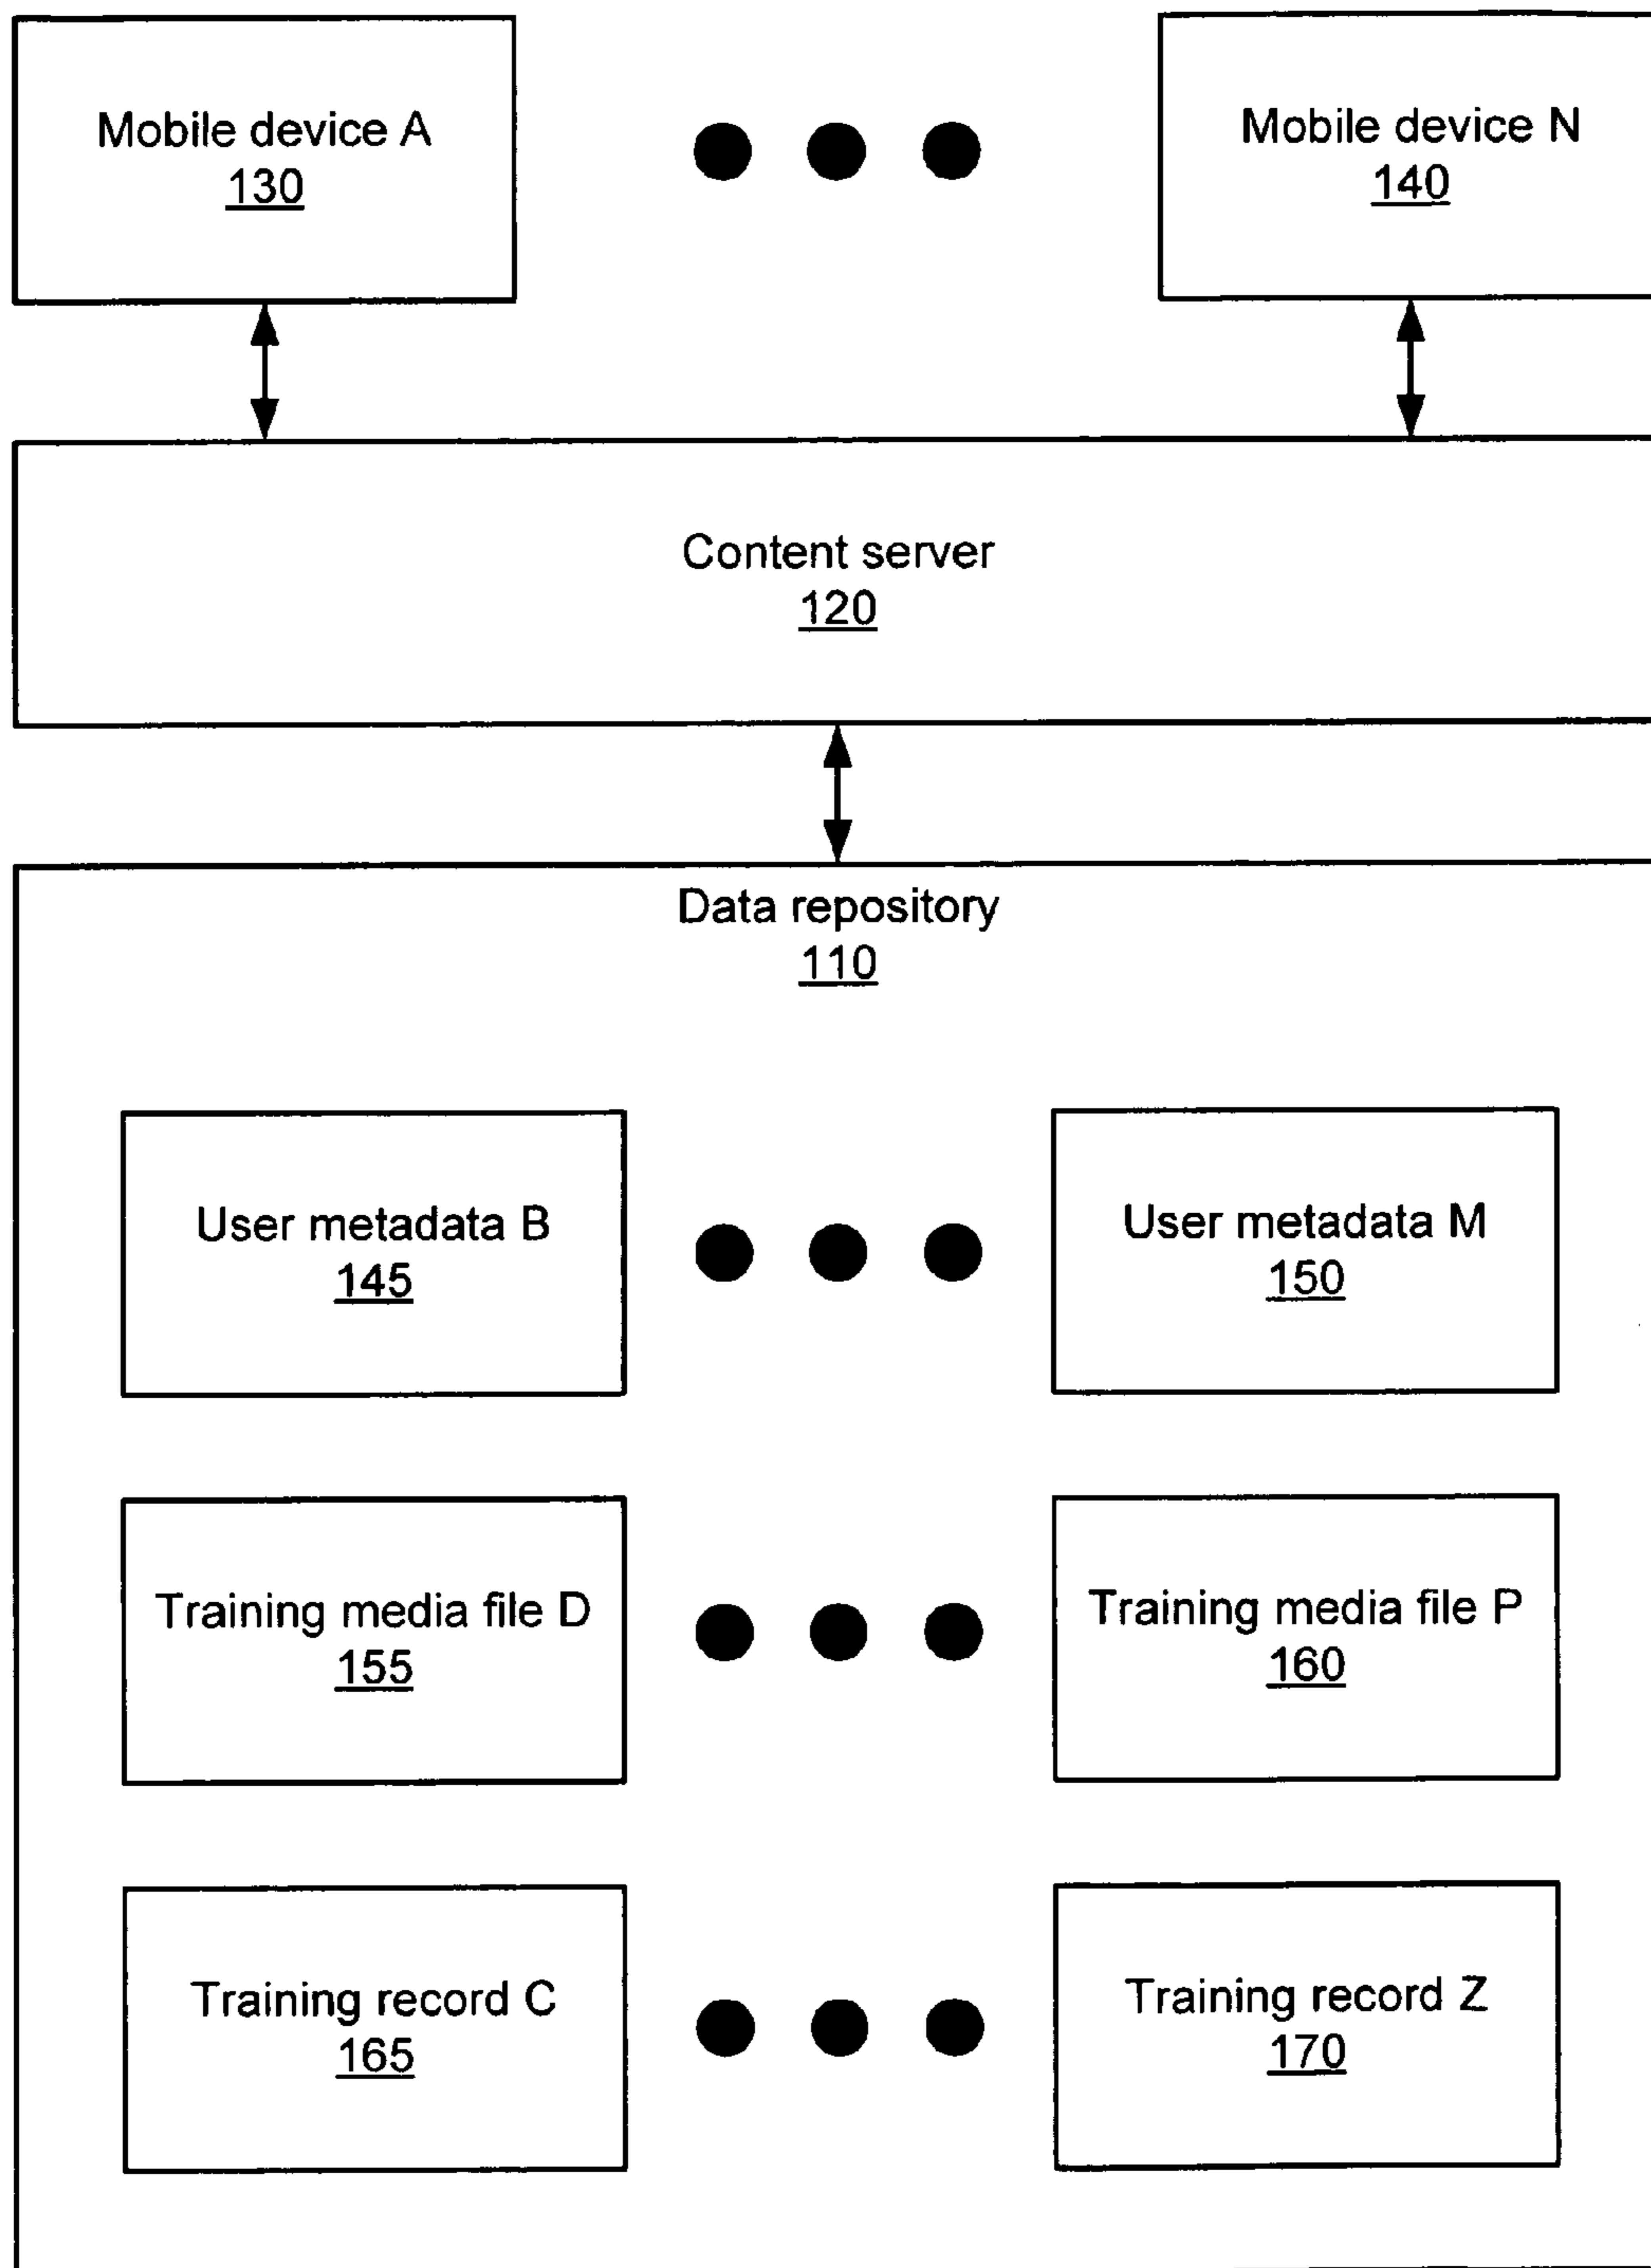 Mobile device A
130
Mobile device N
140
Content server
120
Data repository
110
User metadata B
145
User metadata M
150
Training media file D
155
Training media file P
160
Training record C
165
Training record Z
170